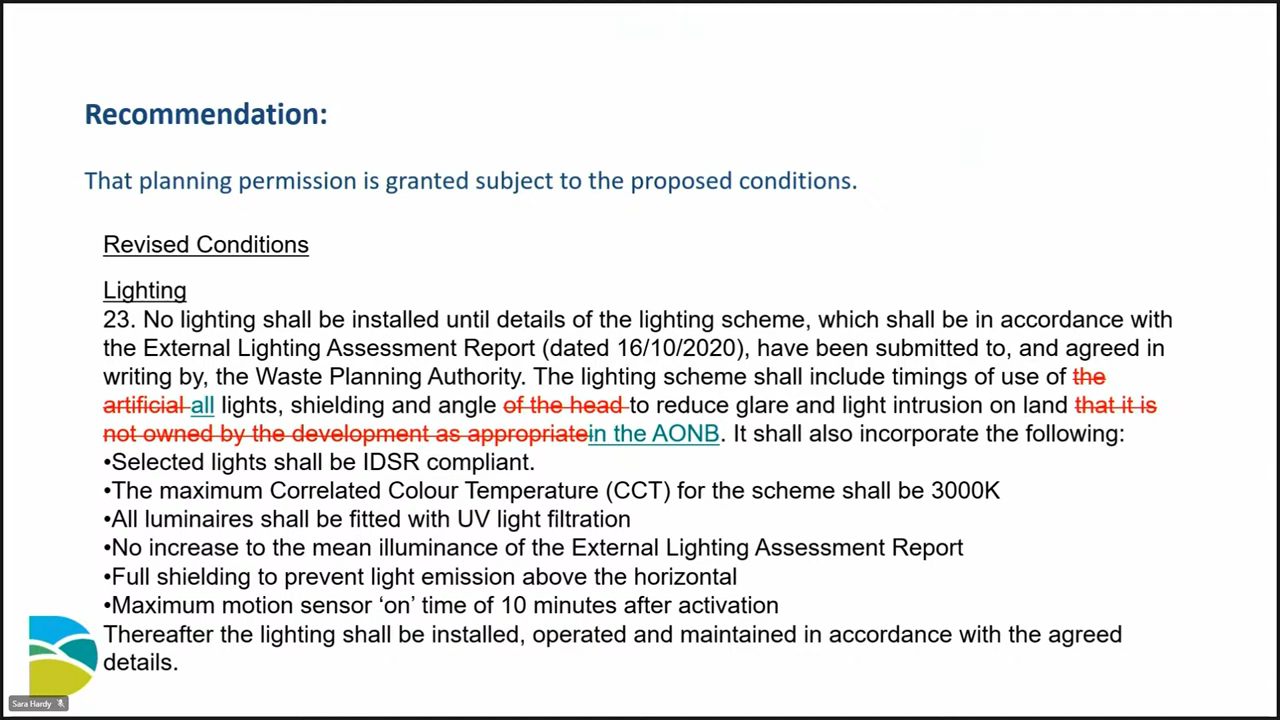 Recommendation:
That planning permission is granted subject to the proposed conditions.
Revised Conditions
Lighting
23. No lighting shall be installed until details of the lighting scheme, which shall be in accordance with
the External Lighting Assessment Report (dated 16/10/2020), have been submitted to, and agreed in
writing by, the Waste Planning Authority. The lighting scheme shall include timings of use of the
artificial all lights, shielding and angle of the head to reduce glare and light intrusion on land that it is
not owned by the development as appropriatein the AONB. It shall also incorporate the following:
•Selected lights shall be IDSR compliant.
•The maximum Correlated Colour Temperature (CCT) for the scheme shall be 3000K
•All luminaires shall be fitted with UV light filtration
•No increase to the mean illuminance of the External Lighting Assessment Report
•Full shielding to prevent light emission above the horizontal
•Maximum motion sensor ‘on’ time of 10 minutes after activation
Thereafter the lighting shall be installed, operated and maintained in accordance with the agreed
details.
Sara Hardy